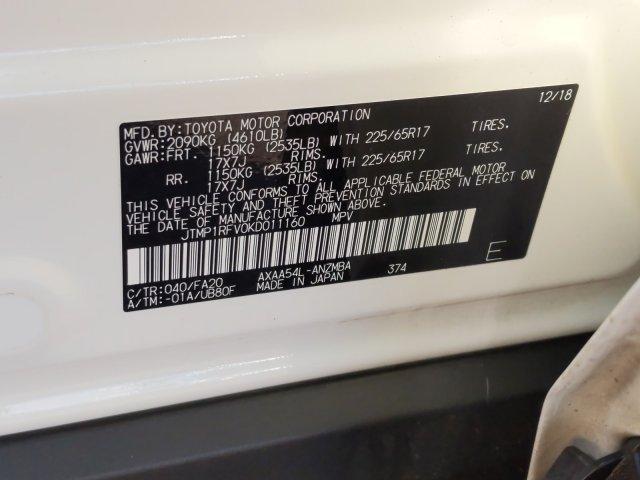 12/18
MFD. BY: TOYOTA MOTOR CORPORATION
GVWR: 2090KG (4610LB)
GAWR: FRT. 1150KG (2535LB) WITH 225/65R17 TIRES.
17X7J RIMS.
RR. 1150KG (2535LB) WITH 225/65R17 TIRES.
17X7J RIMS.
THIS VEHICLE CONFORMS TO ALL APPLICABLE FEDERAL MOTOR
VEHICLE SAFETY AND THEFT PREVENTION STANDARDS IN EFFECT ON
THE DATE OF MANUFACTURE SHOWN ABOVE.
JTMP1RFV0KD011160 MPV
C/TR: 040/FA20 AXAA54L-ANZMBA 374 E
A/TM: -01A/UB80F MADE IN JAPAN